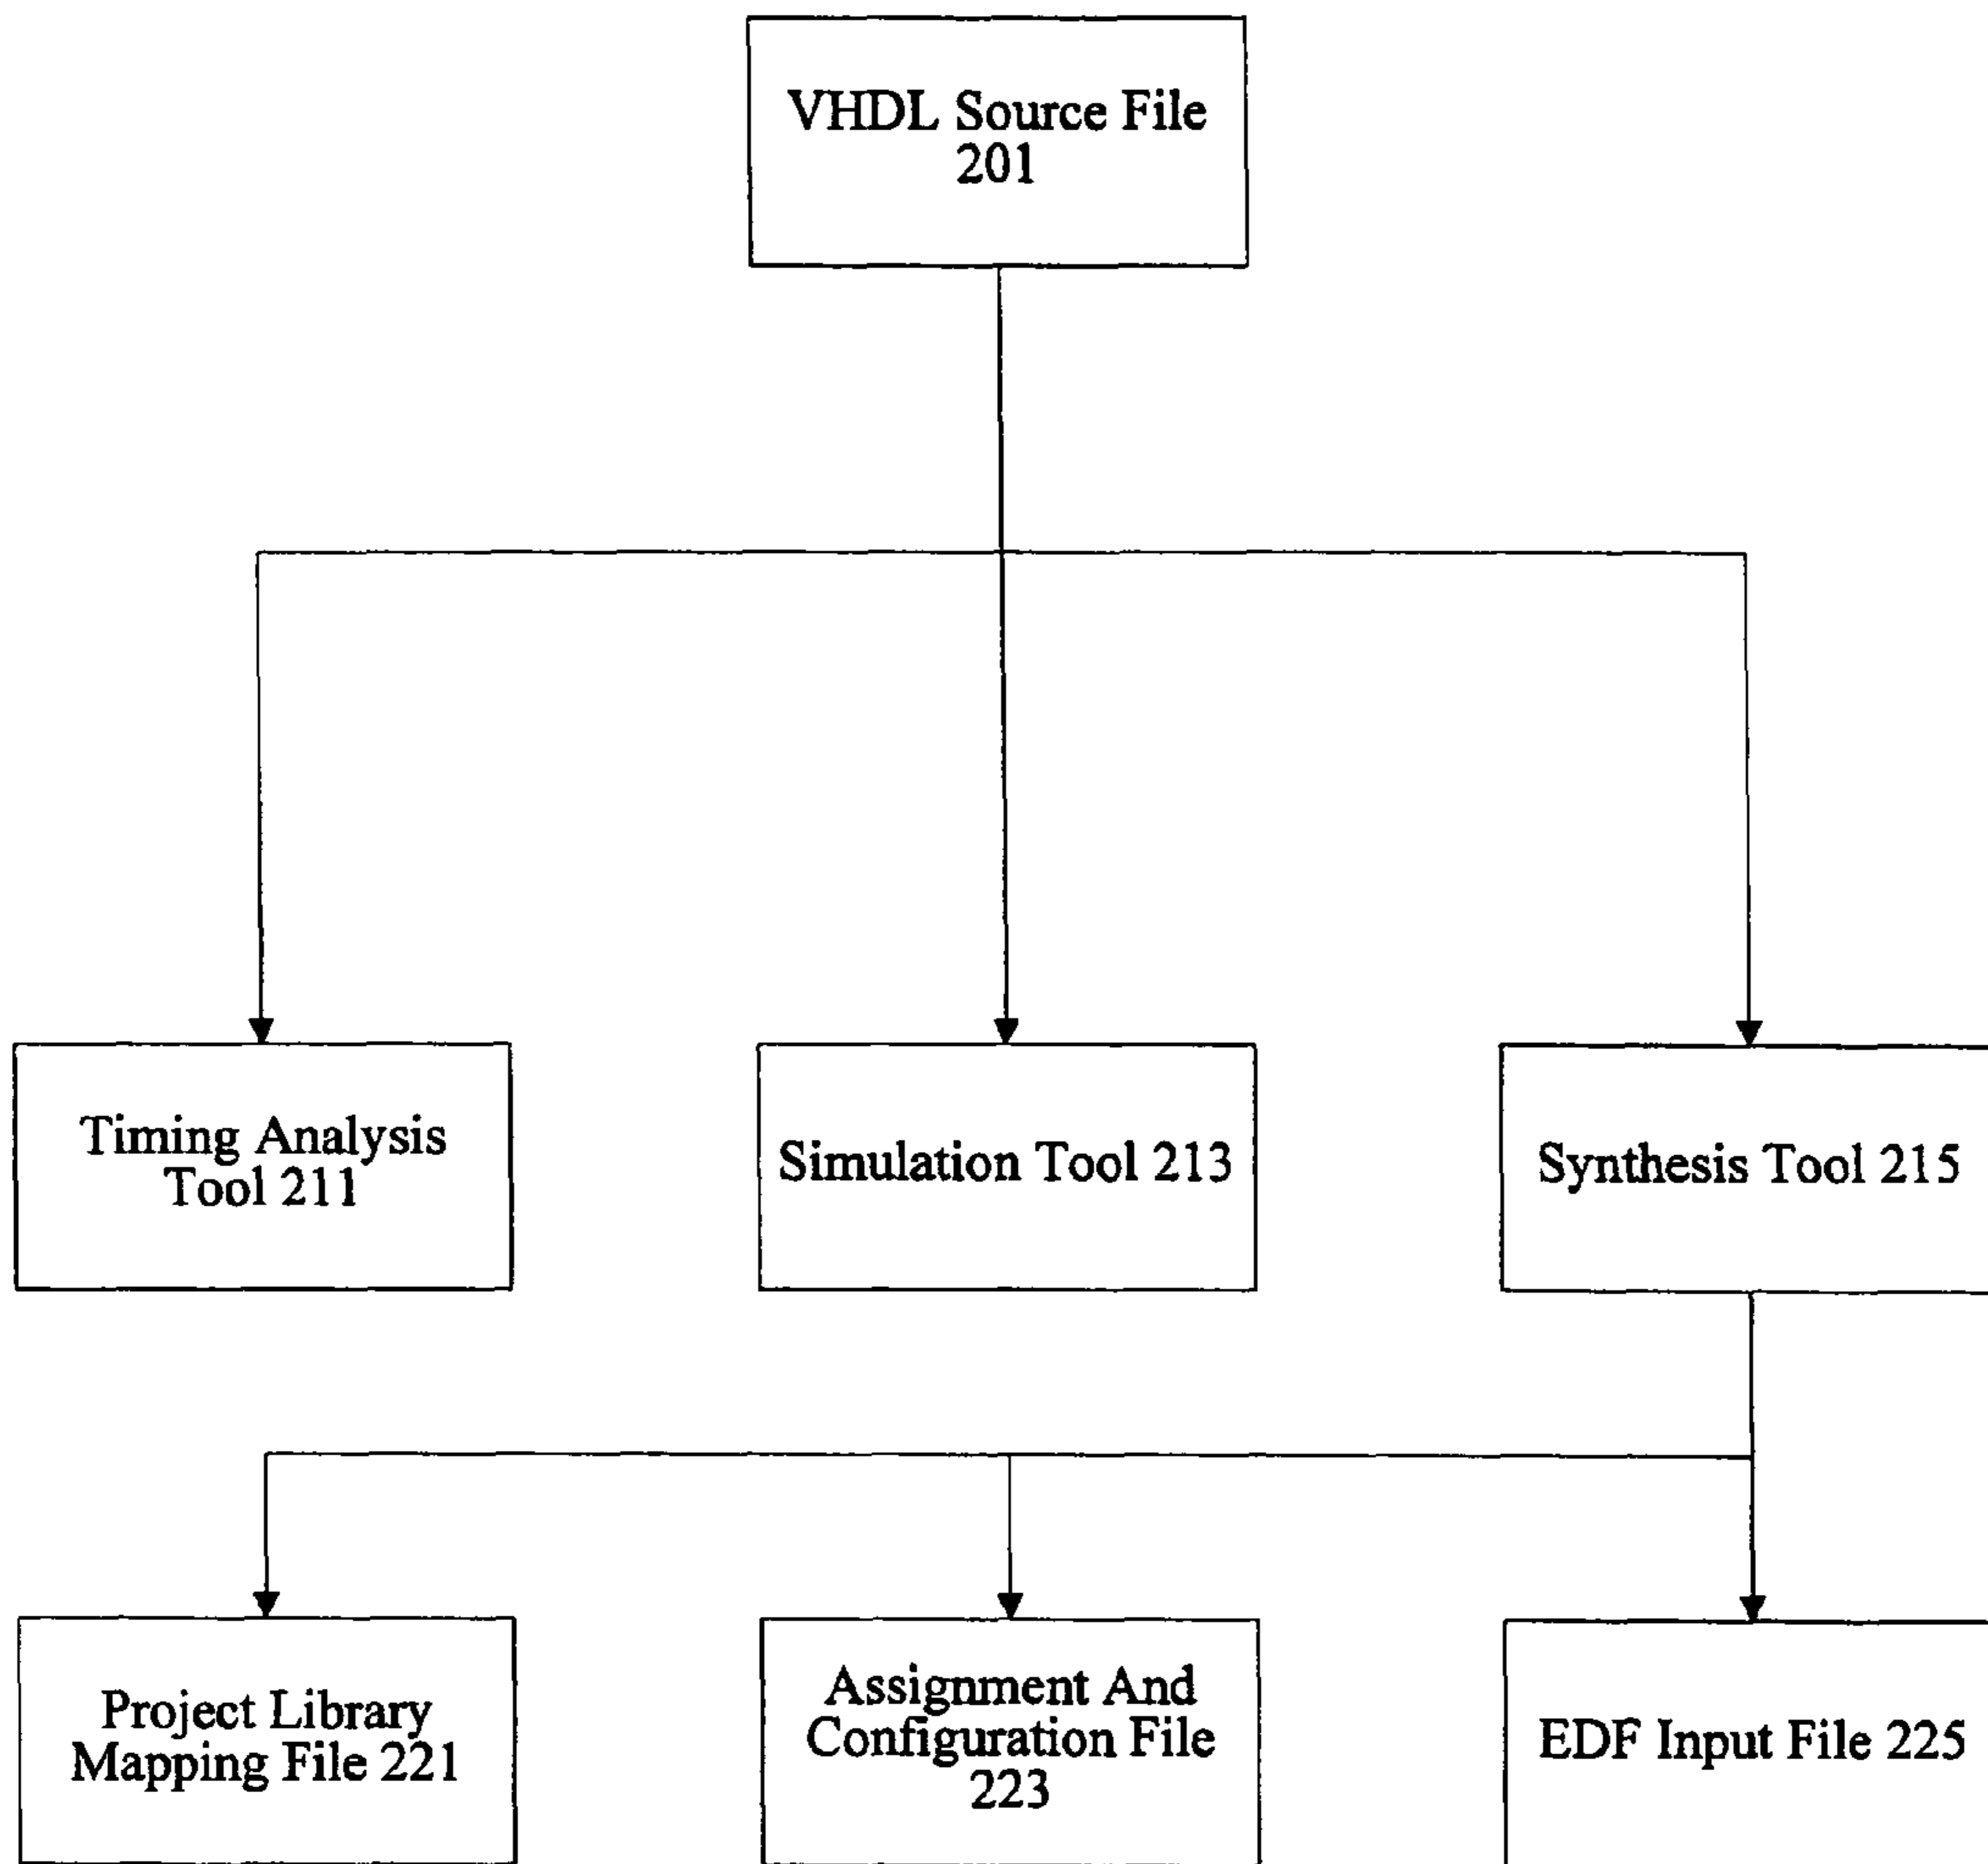 VHDL Source File
201
Timing Analysis
Tool 211
Simulation Tool 213
Synthesis Tool 215
Project Library
Mapping File 221
Assignment And
Configuration File
223
EDF Input File 225